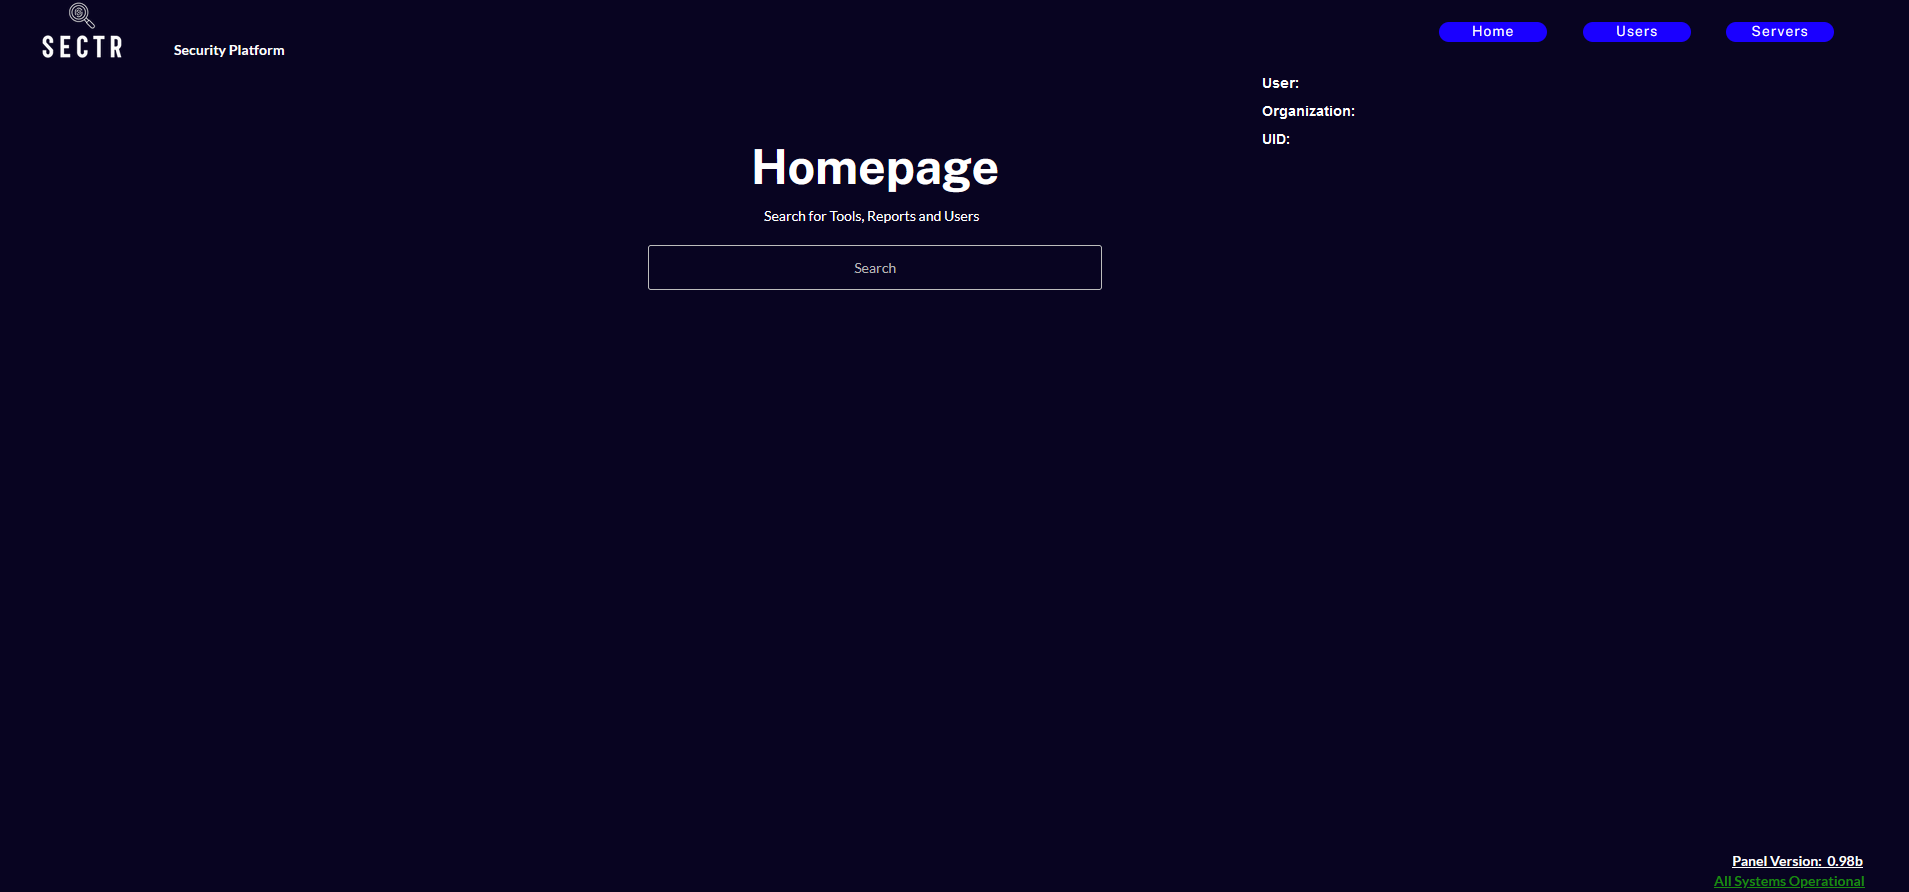 SECTR
Security Platform
Home
Users
Servers
User:
Organization:
UID:
Homepage
Search for Tools, Reports and Users
Search
Panel Version: 0.98b
All Systems Operational